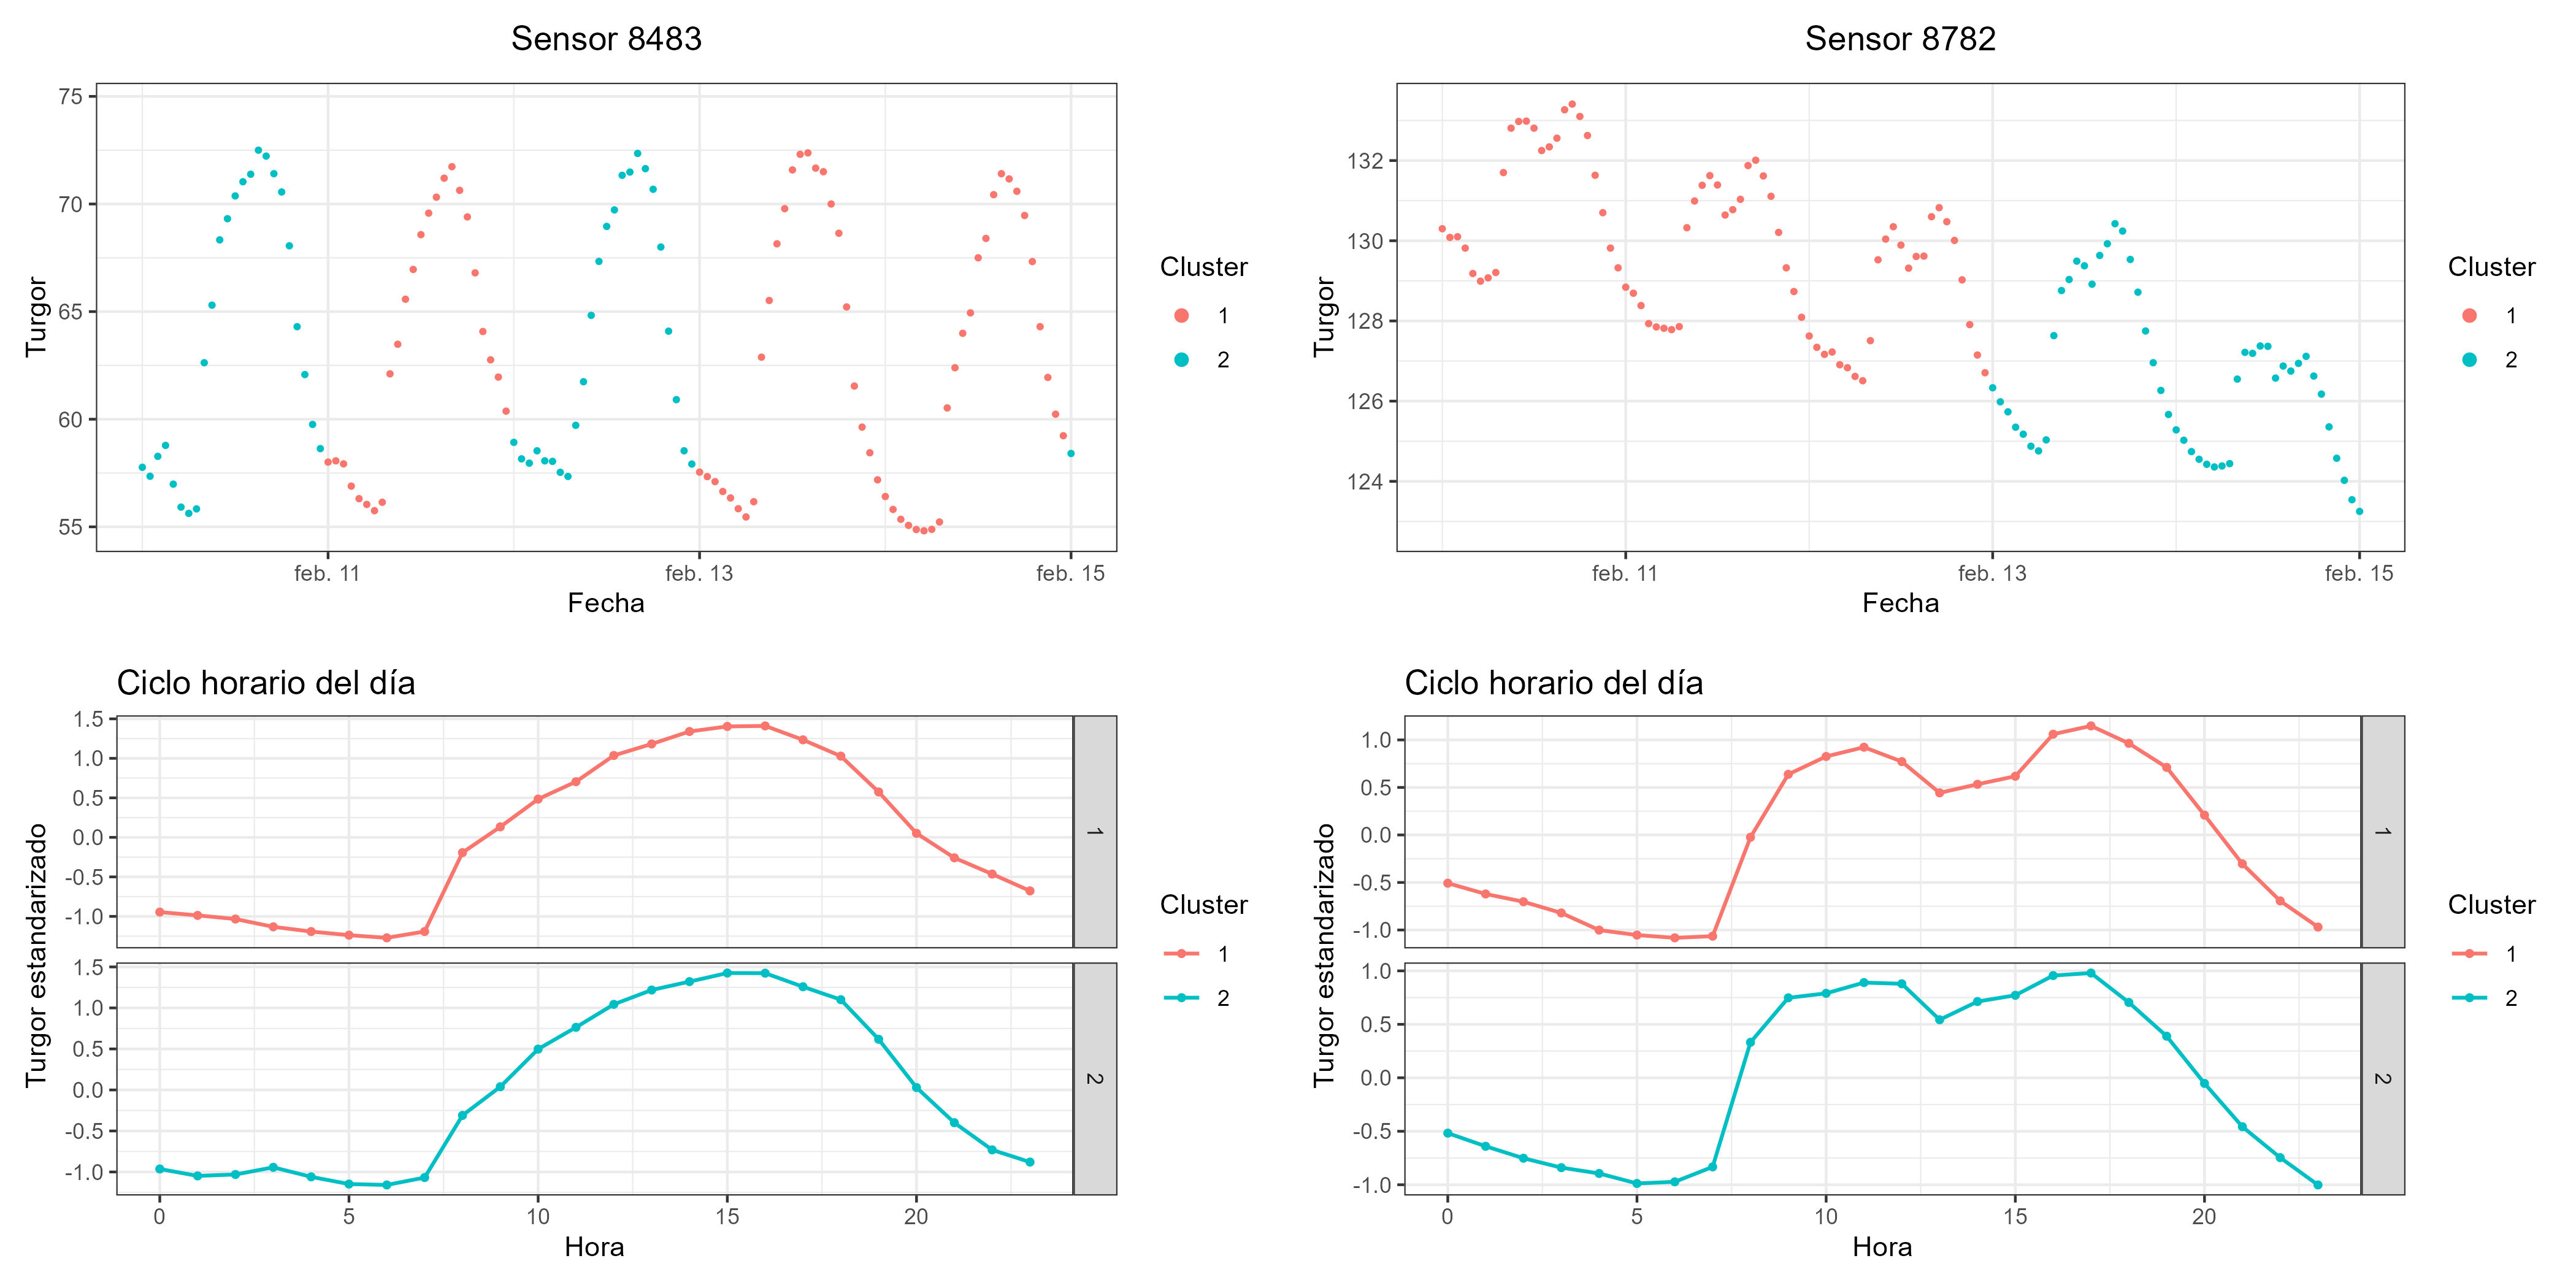 Sensor 8483
75
70
65
60
55
Turgor
feb. 11
feb. 13
feb. 15
Fecha
Cluster
1
2
Sensor 8782
132
130
128
126
124
Turgor
feb. 11
feb. 13
feb. 15
Fecha
Cluster
1
2
Ciclo horario del día
1.5
1.0
0.5
0.0
-0.5
-1.0
1
1.5
1.0
0.5
0.0
-0.5
-1.0
2
Turgor estandarizado
0
5
10
15
20
Hora
Cluster
1
2
Ciclo horario del día
1.0
0.5
0.0
-0.5
-1.0
1
1.0
0.5
0.0
-0.5
-1.0
2
Turgor estandarizado
0
5
10
15
20
Hora
Cluster
1
2